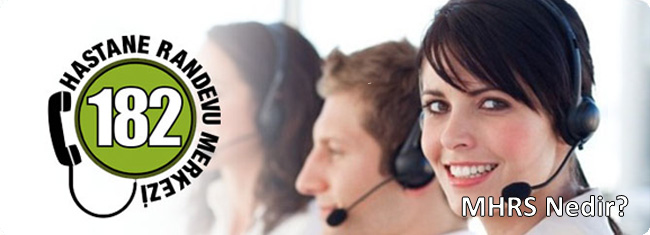 HASTANE RANDEVU MERKEZİ
182
MHRS Nedir?